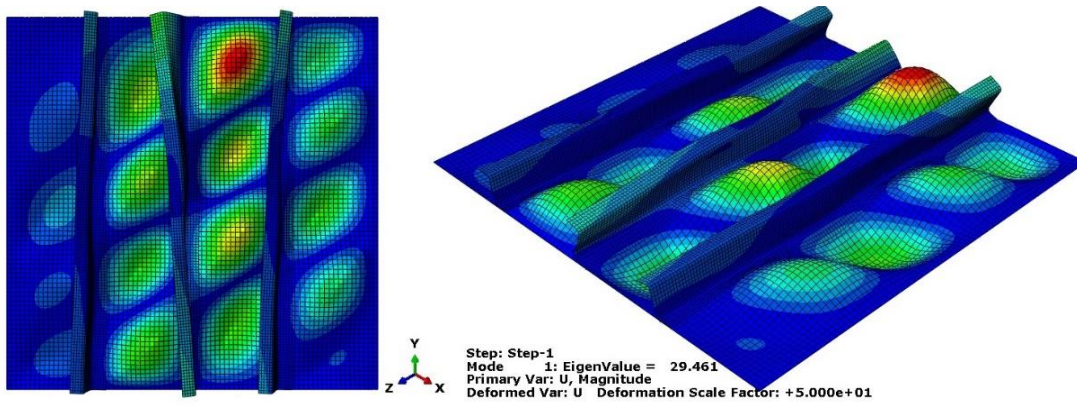 Y
Z X
Step: Step-1
Mode 1: EigenValue = 29.461
Primary Var: U, Magnitude
Deformed Var: U Deformation Scale Factor: +5.000e+01